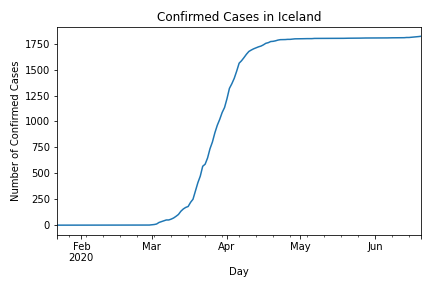 Confirmed Cases in Iceland
Number of Confirmed Cases
1750
1500
1250
1000
750
500
250
0
Feb Mar Apr May Jun
2020
Day